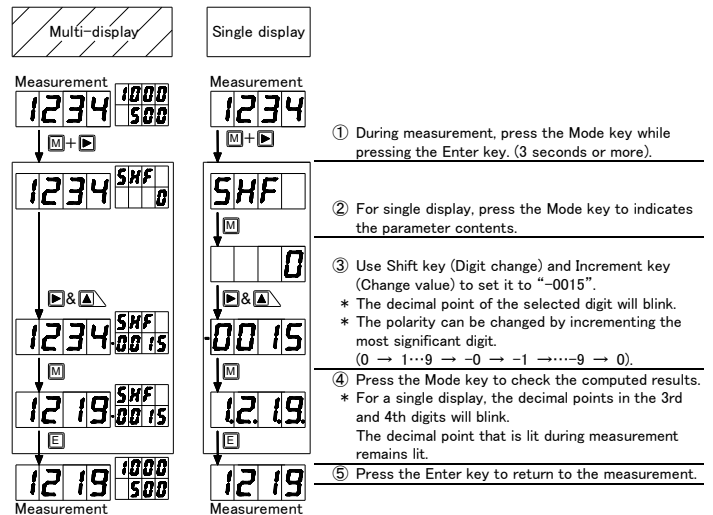 Multi-display
Single display
Measurement
Measurement
1234 1000
500
1234
M+▶
M+▶
① During measurement, press the Mode key while
pressing the Enter key. (3 seconds or more).
1234 SHF
0
SHF
② For single display, press the Mode key to indicates
the parameter contents.
M
0
③ Use Shift key (Digit change) and Increment key
(Change value) to set it to “-0015”.
* The decimal point of the selected digit will blink.
* The polarity can be changed by incrementing the
most significant digit.
(0 → 1…9 → -0 → -1 →…-9 → 0).
▶&▲
▶&▲
1234 SHF
-0015
-0015
M
M
④ Press the Mode key to check the computed results.
* For a single display, the decimal points in the 3rd
and 4th digits will blink.
The decimal point that is lit during measurement
remains lit.
1219 SHF
-0015
1.2.1.9.
E
E
⑤ Press the Enter key to return to the measurement.
1219 1000
500
1219
Measurement
Measurement